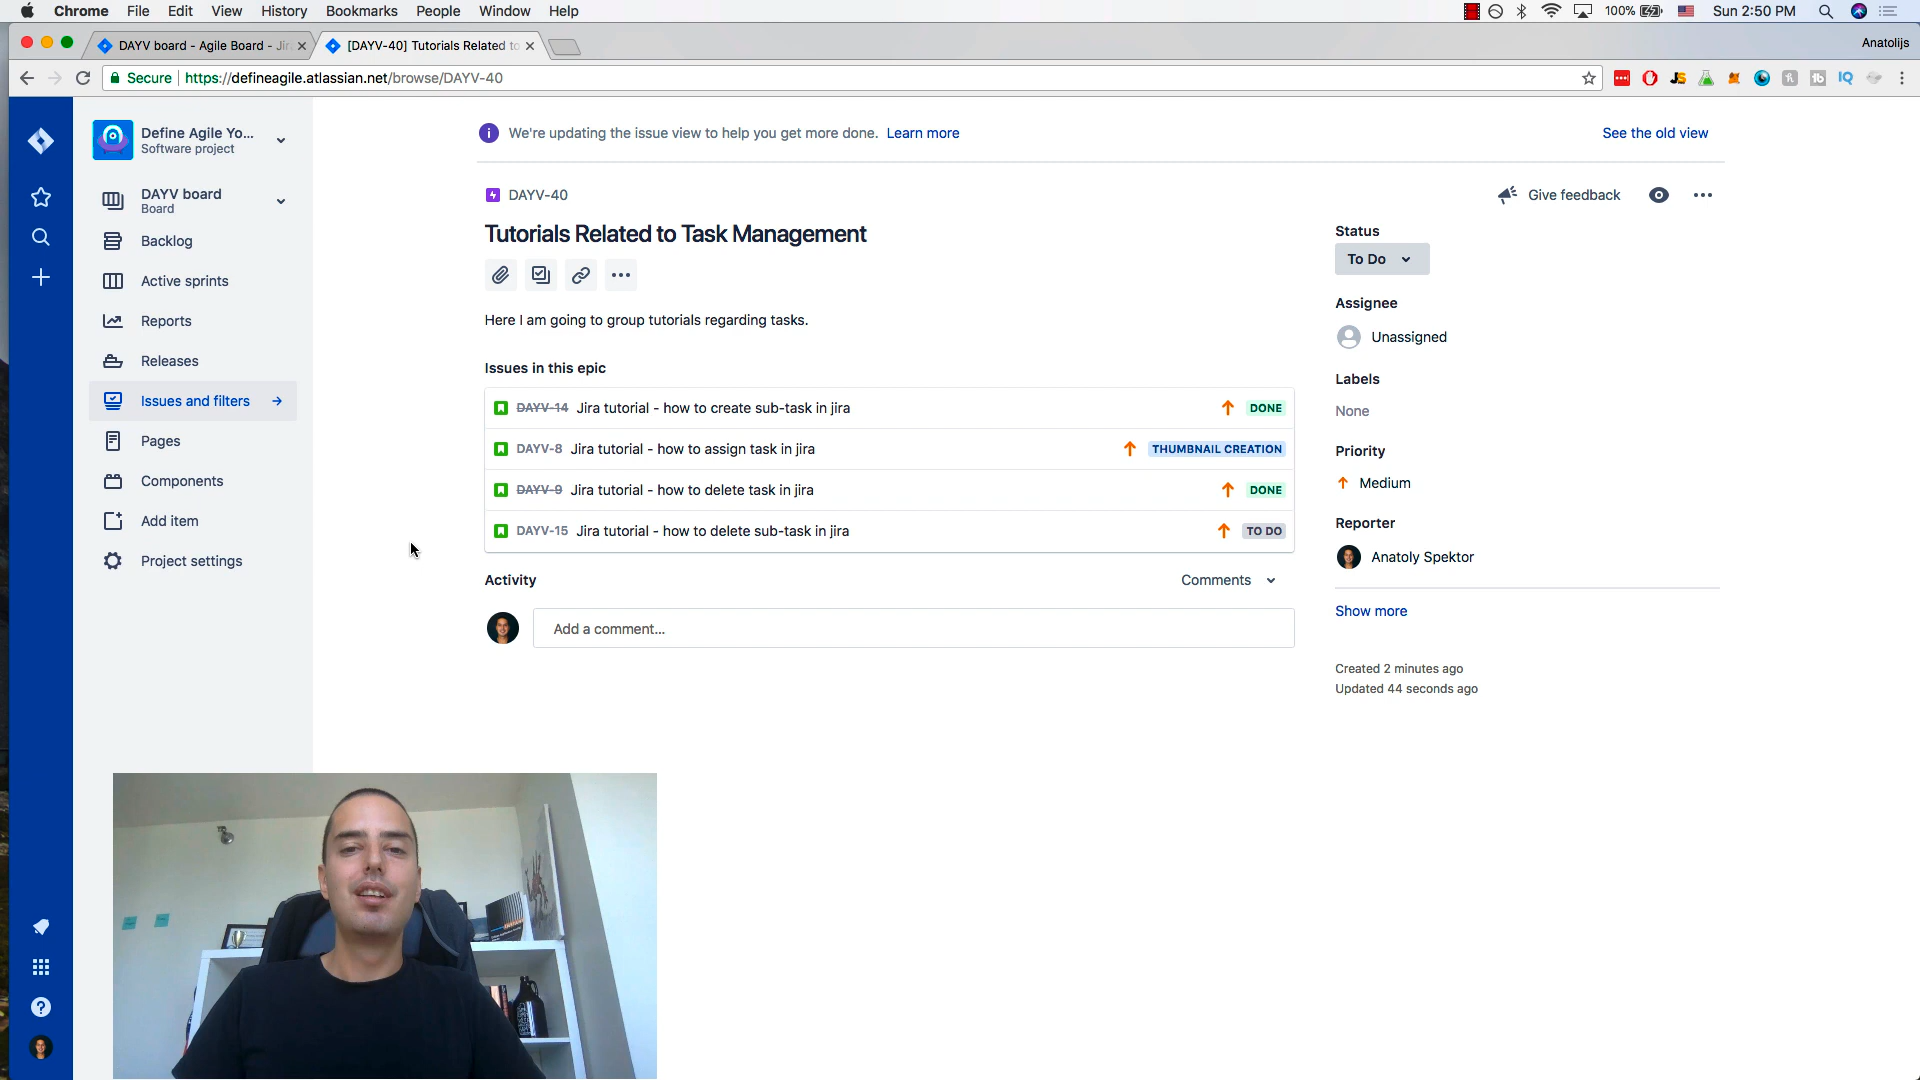 Chrome File Edit View History Bookmarks People Window Help 100% Sun 2:50 PM
DAYV board - Agile Board - Jir
[DAYV-40] Tutorials Related to
Anatolijs
Secure https://defineagile.atlassian.net/browse/DAYV-40
Define Agile Yo...
Software project
DAYV board
Board
Backlog
Active sprints
Reports
Releases
Issues and filters
Pages
Components
Add item
Project settings
We're updating the issue view to help you get more done. Learn more
See the old view
DAYV-40
Give feedback
Tutorials Related to Task Management
Here I am going to group tutorials regarding tasks.
Issues in this epic
DAYV-14 Jira tutorial - how to create sub-task in jira DONE
DAYV-8 Jira tutorial - how to assign task in jira THUMBNAIL CREATION
DAYV-9 Jira tutorial - how to delete task in jira DONE
DAYV-15 Jira tutorial - how to delete sub-task in jira TO DO
Activity
Comments
Add a comment...
Status
To Do
Assignee
Unassigned
Labels
None
Priority
Medium
Reporter
Anatoly Spektor
Show more
Created 2 minutes ago
Updated 44 seconds ago